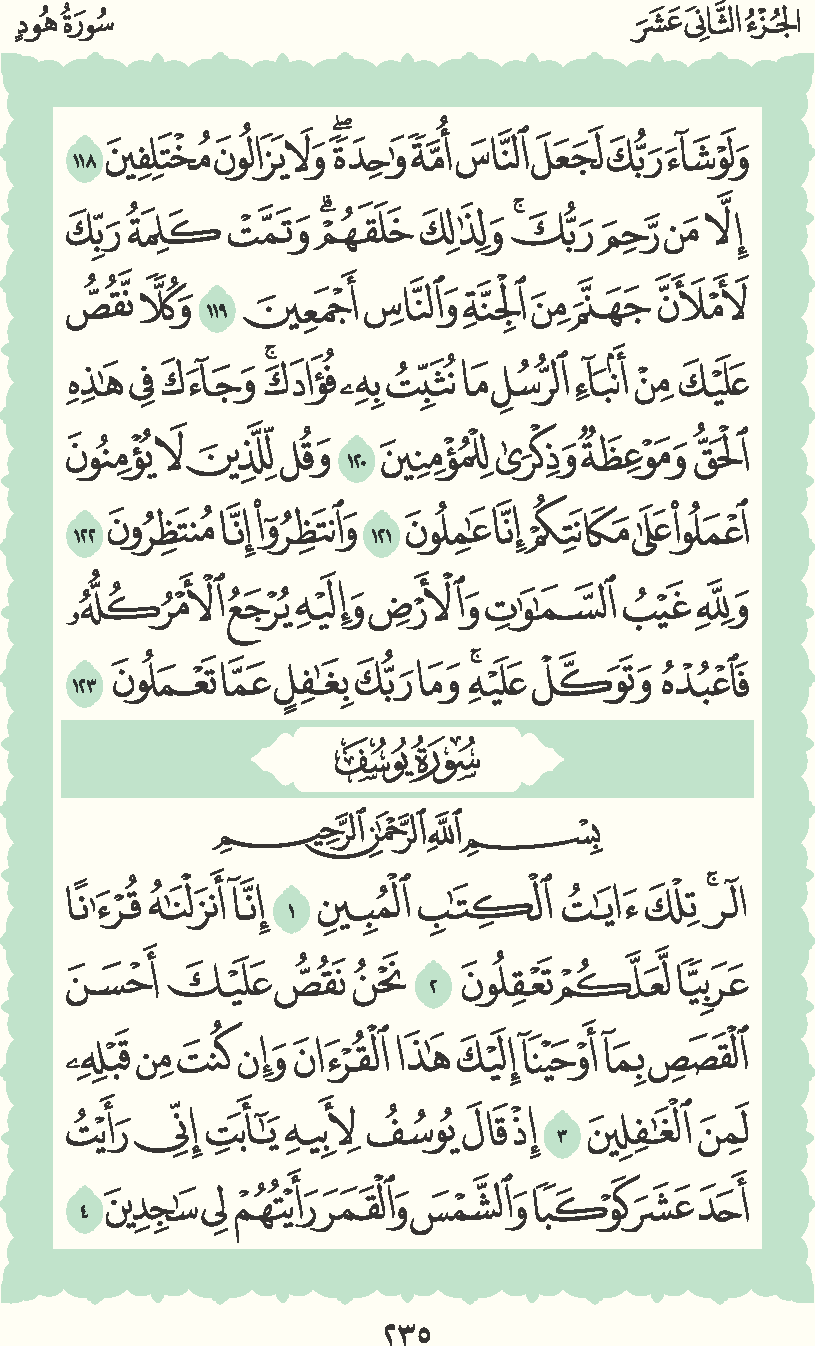 الجُزْءُ الثَّانِىَ عَشَرَ
سُورَةُ هُودٍ
وَلَوْ شَآءَ رَبُّكَ لَجَعَلَ ٱلنَّاسَ أُمَّةً وَٰحِدَةً ۖ وَلَا يَزَالُونَ مُخْتَلِفِينَ ١١٨
إِلَّا مَن رَّحِمَ رَبُّكَ ۚ وَلِذَٰلِكَ خَلَقَهُمْ ۗ وَتَمَّتْ كَلِمَةُ رَبِّكَ
لَأَمْلَأَنَّ جَهَنَّمَ مِنَ ٱلْجِنَّةِ وَٱلنَّاسِ أَجْمَعِينَ ١١٩ وَكُلًّا نَّقُصُّ
عَلَيْكَ مِنْ أَنۢبَآءِ ٱلرُّسُلِ مَا نُثَبِّتُ بِهِۦ فُؤَادَكَ ۚ وَجَآءَكَ فِى هَٰذِهِ
ٱلْحَقُّ وَمَوْعِظَةٌ وَذِكْرَىٰ لِلْمُؤْمِنِينَ ١٢٠ وَقُل لِّلَّذِينَ لَا يُؤْمِنُونَ
ٱعْمَلُوا۟ عَلَىٰ مَكَانَتِكُمْ إِنَّا عَٰمِلُونَ ١٢١ وَٱنتَظِرُوٓا۟ إِنَّا مُنتَظِرُونَ ١٢٢
وَلِلَّهِ غَيْبُ ٱلسَّمَٰوَٰتِ وَٱلْأَرْضِ وَإِلَيْهِ يُرْجَعُ ٱلْأَمْرُ كُلُّهُۥ
فَٱعْبُدْهُ وَتَوَكَّلْ عَلَيْهِ ۚ وَمَا رَبُّكَ بِغَٰفِلٍ عَمَّا تَعْمَلُونَ ١٢٣
سُورَةُ يُوسُفَ
بِسْمِ ٱللَّهِ ٱلرَّحْمَٰنِ ٱلرَّحِيمِ
الٓر ۚ تِلْكَ ءَايَٰتُ ٱلْكِتَٰبِ ٱلْمُبِينِ ١ إِنَّآ أَنزَلْنَٰهُ قُرْءَٰنًا
عَرَبِيًّا لَّعَلَّكُمْ تَعْقِلُونَ ٢ نَحْنُ نَقُصُّ عَلَيْكَ أَحْسَنَ
ٱلْقَصَصِ بِمَآ أَوْحَيْنَآ إِلَيْكَ هَٰذَا ٱلْقُرْءَانَ وَإِن كُنتَ مِن قَبْلِهِۦ
لَمِنَ ٱلْغَٰفِلِينَ ٣ إِذْ قَالَ يُوسُفُ لِأَبِيهِ يَٰٓأَبَتِ إِنِّى رَأَيْتُ
أَحَدَ عَشَرَ كَوْكَبًا وَٱلشَّمْسَ وَٱلْقَمَرَ رَأَيْتُهُمْ لِى سَٰجِدِينَ ٤
٢٣٥